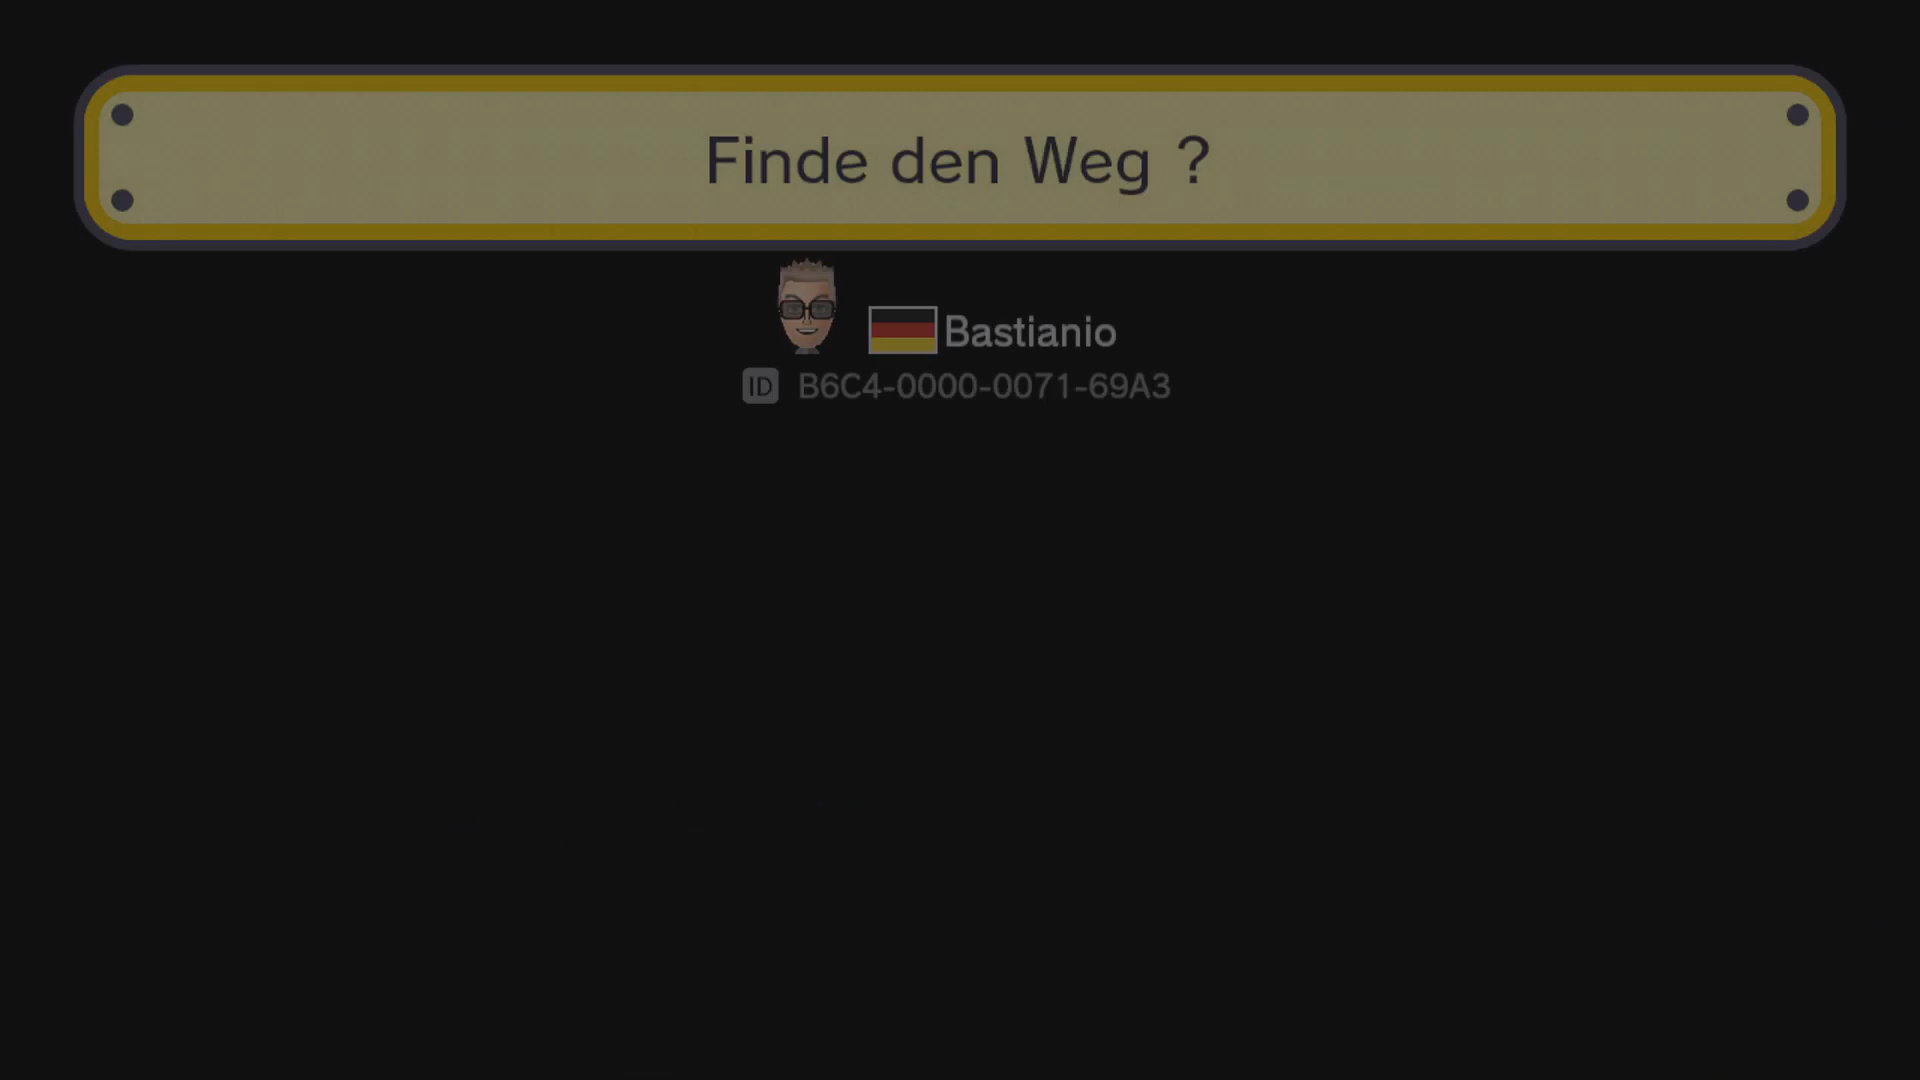 Finde den Weg ?
Bastianio
ID B6C4-0000-0071-69A3